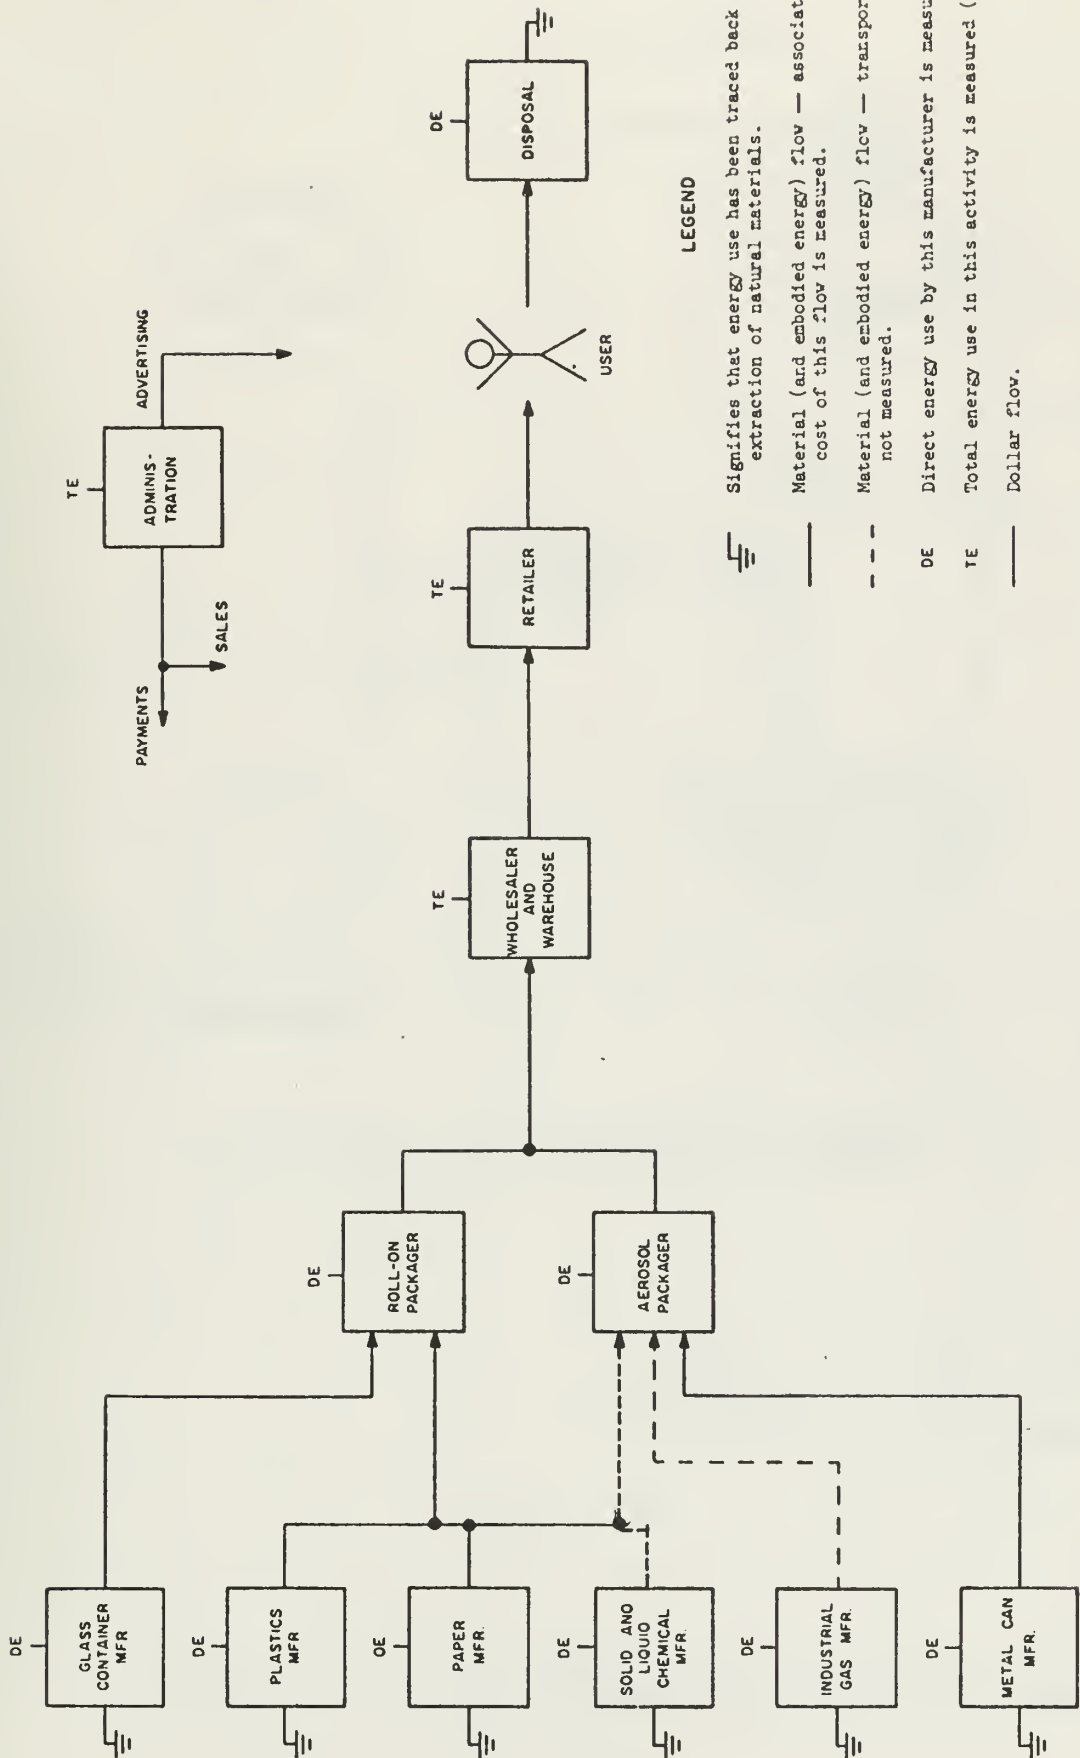 DE
GLASS
CONTAINER
MFR
DE
PLASTICS
MFR
OE
PAPER
MFR.
DE
SOLID AND
LIQUIO
CHEMICAL
MFR.
DE
INDUSTRIAL
GAS MFR.
DE
METAL CAN
MFR.
DE
ROLL-ON
PACKAGER
DE
AEROSOL
PACKAGER
TE
WHOLESALER
AND
WAREHOUSE
TE
RETAILER
USER
DE
DISPOSAL
PAYMENTS
SALES
TE
ADMINIS-
TRATION
ADVERTISING
LEGEND
Signifies that energy use has been traced back
extraction of natural materials.
Material (and embodied energy) flow — associat
cost of this flow is measured.
Material (and embodied energy) flow — transpor
not measured.
DE Direct energy use by this manufacturer is measu
TE Total energy use in this activity is measured (
Dollar flow.